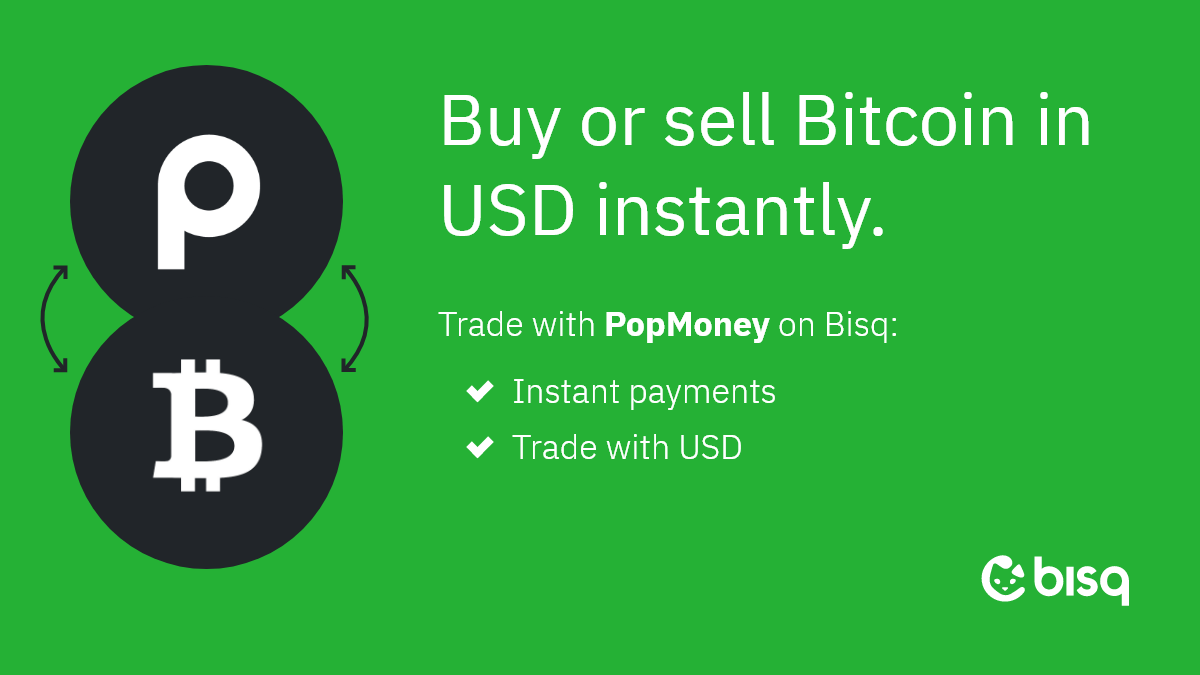 Buy or sell Bitcoin in
USD instantly.
Trade with PopMoney on Bisq:
Instant payments
Trade with USD
bisq